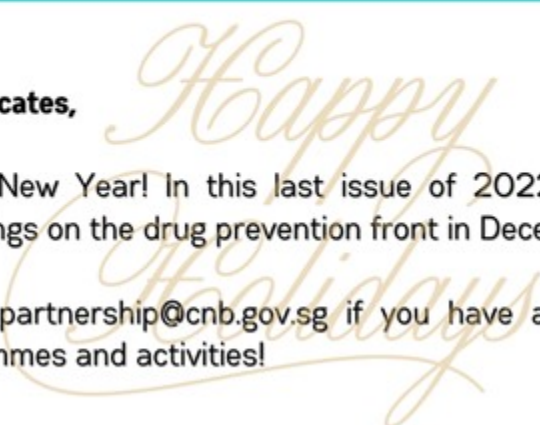 Happy
Holidays
cates,
New Year! In this last issue of 202
ngs on the drug prevention front in Dece
partnership@cnb.gov.sg if you have a
mmes and activities!